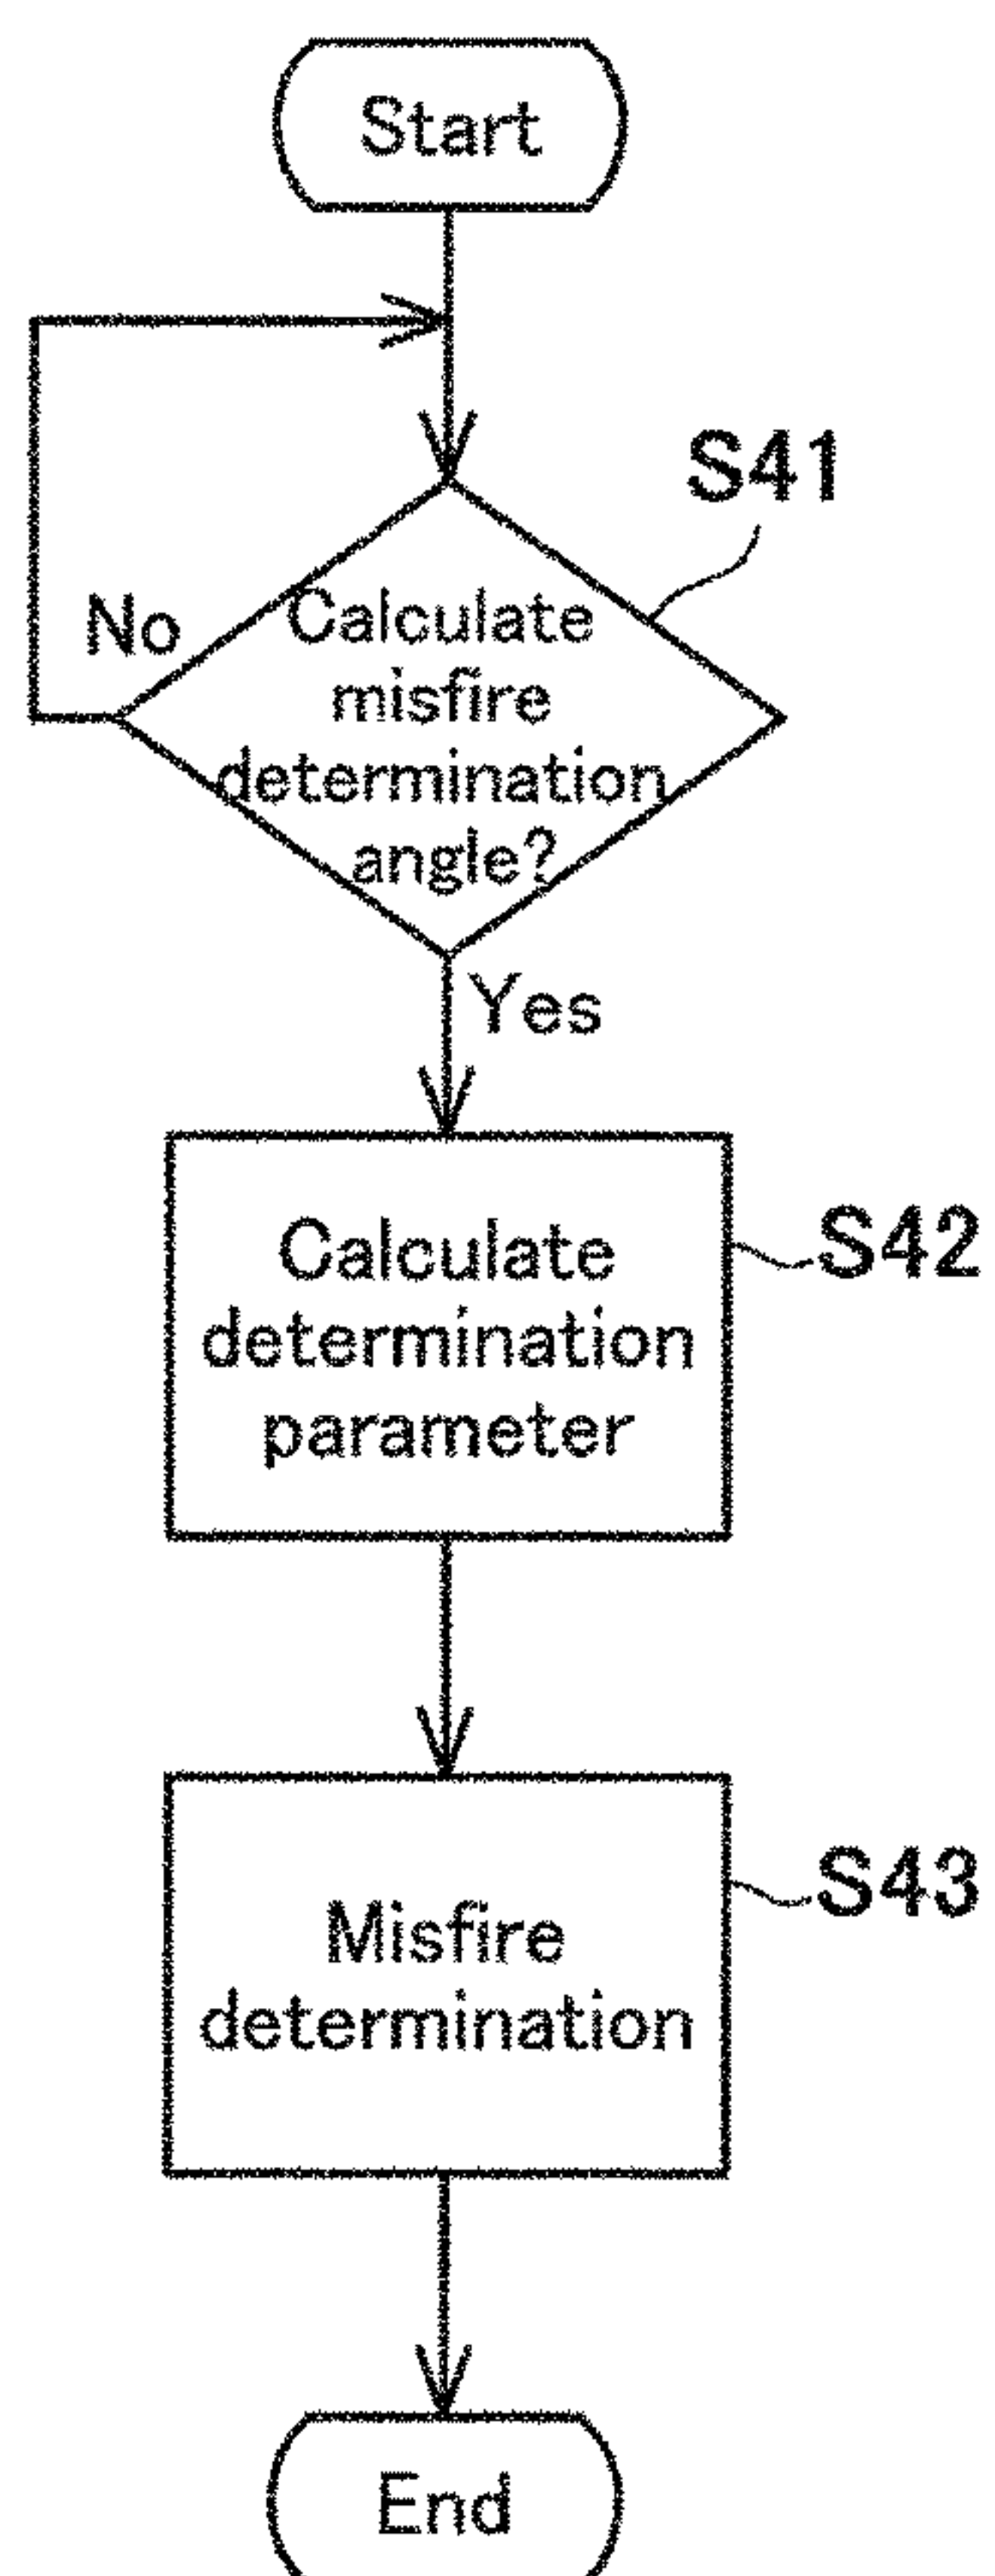 Start
S41
No
Calculate
misfire
determination
angle?
Yes
Calculate
determination
parameter
S42
Misfire
determination
S43
End